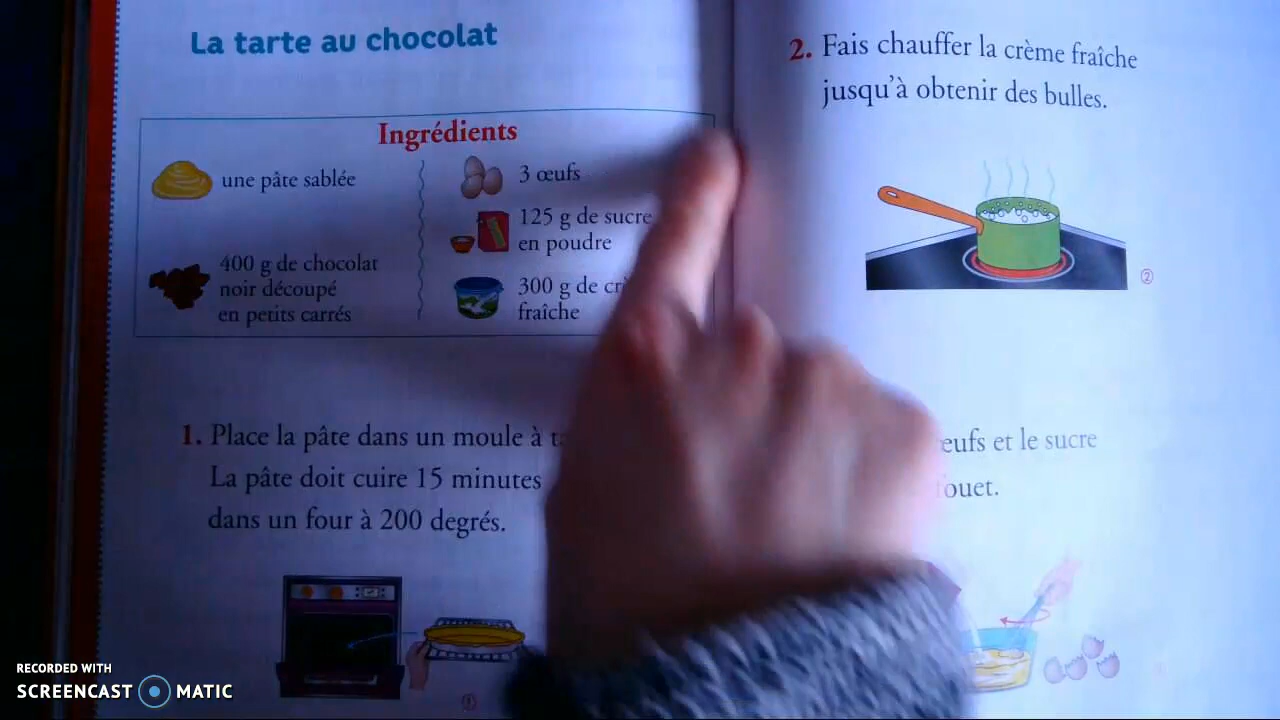 La tarte au chocolat
Ingrédients
une pâte sablée
400 g de chocolat
noir découpé
en petits carrés
3 œufs
125 g de sucre
en poudre
300 g de cr
fraîche
1. Place la pâte dans un moule à
La pâte doit cuire 15 minutes
dans un four à 200 degrés.
①
2. Fais chauffer la crème fraîche
jusqu'à obtenir des bulles.
②
et le sucre
RECORDED WITH
SCREENCAST MATIC